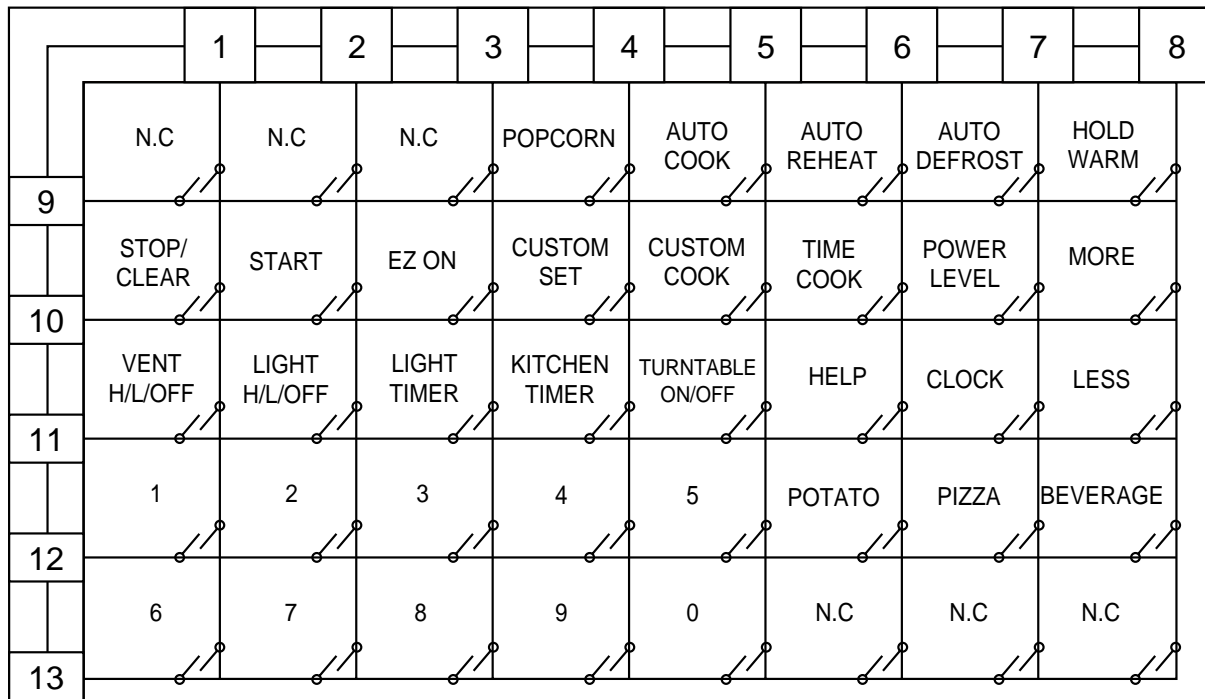 1 2 3 4 5 6 7 8
N.C N.C N.C POPCORN AUTO COOK AUTO REHEAT AUTO DEFROST HOLD WARM
9
STOP/ CLEAR START EZ ON CUSTOM SET CUSTOM COOK TIME COOK POWER LEVEL MORE
10
VENT H/L/OFF LIGHT H/L/OFF LIGHT TIMER KITCHEN TIMER TURNTABLE ON/OFF HELP CLOCK LESS
11
1 2 3 4 5 POTATO PIZZA BEVERAGE
12
6 7 8 9 0 N.C N.C N.C
13